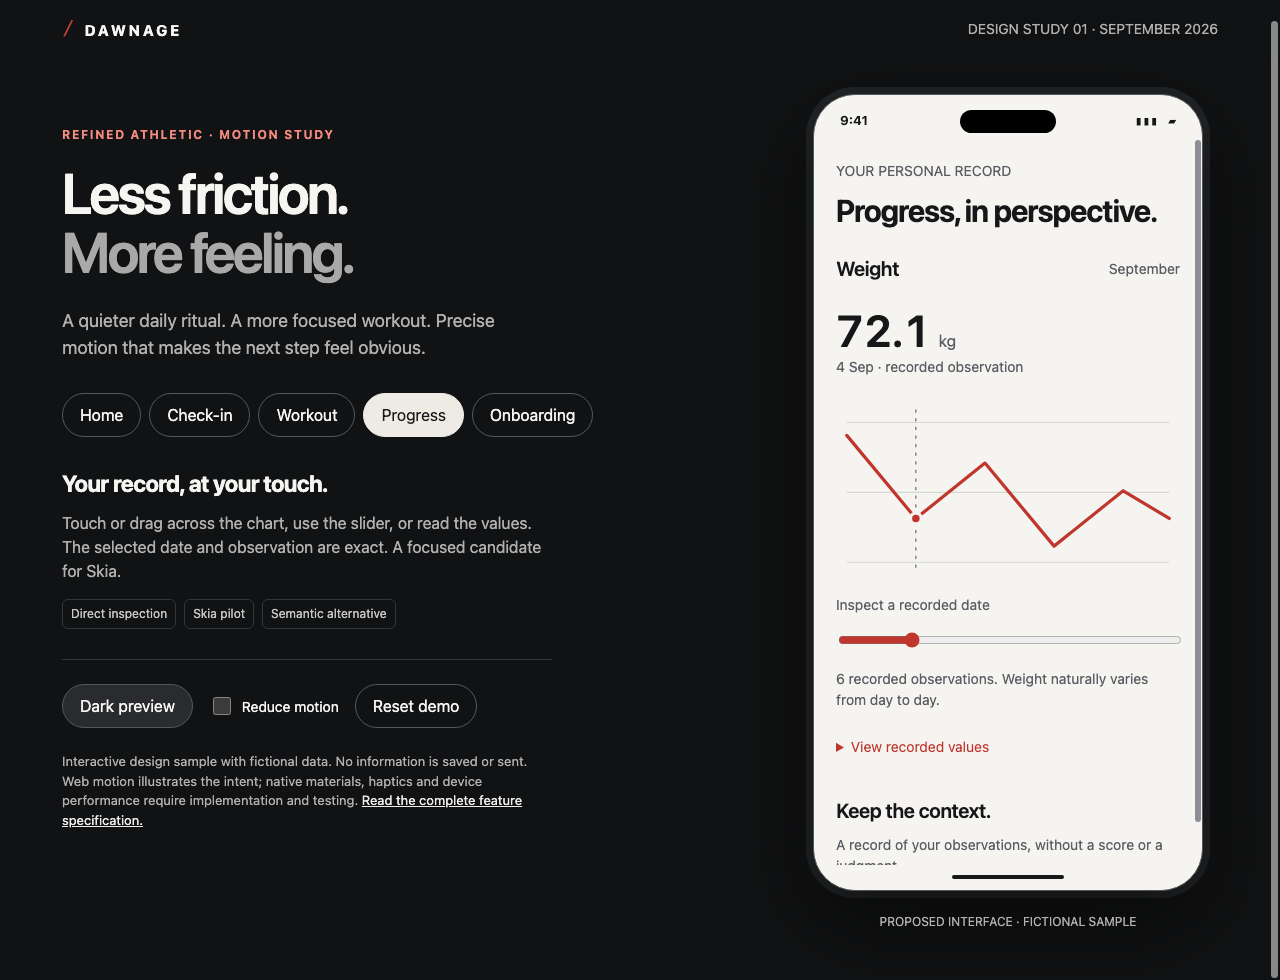 / DAWNAGE
DESIGN STUDY 01 · SEPTEMBER 2026
REFINED ATHLETIC · MOTION STUDY
Less friction.
More feeling.
A quieter daily ritual. A more focused workout. Precise
motion that makes the next step feel obvious.
Home
Check-in
Workout
Progress
Onboarding
Your record, at your touch.
Touch or drag across the chart, use the slider, or read the values.
The selected date and observation are exact. A focused candidate
for Skia.
Direct inspection
Skia pilot
Semantic alternative
Dark preview
Reduce motion
Reset demo
Interactive design sample with fictional data. No information is saved or sent.
Web motion illustrates the intent; native materials, haptics and device
performance require implementation and testing. Read the complete feature
specification.
9:41
YOUR PERSONAL RECORD
Progress, in perspective.
Weight
September
72.1 kg
4 Sep · recorded observation
Inspect a recorded date
6 recorded observations. Weight naturally varies
from day to day.
View recorded values
Keep the context.
A record of your observations, without a score or a
judgment.
PROPOSED INTERFACE · FICTIONAL SAMPLE